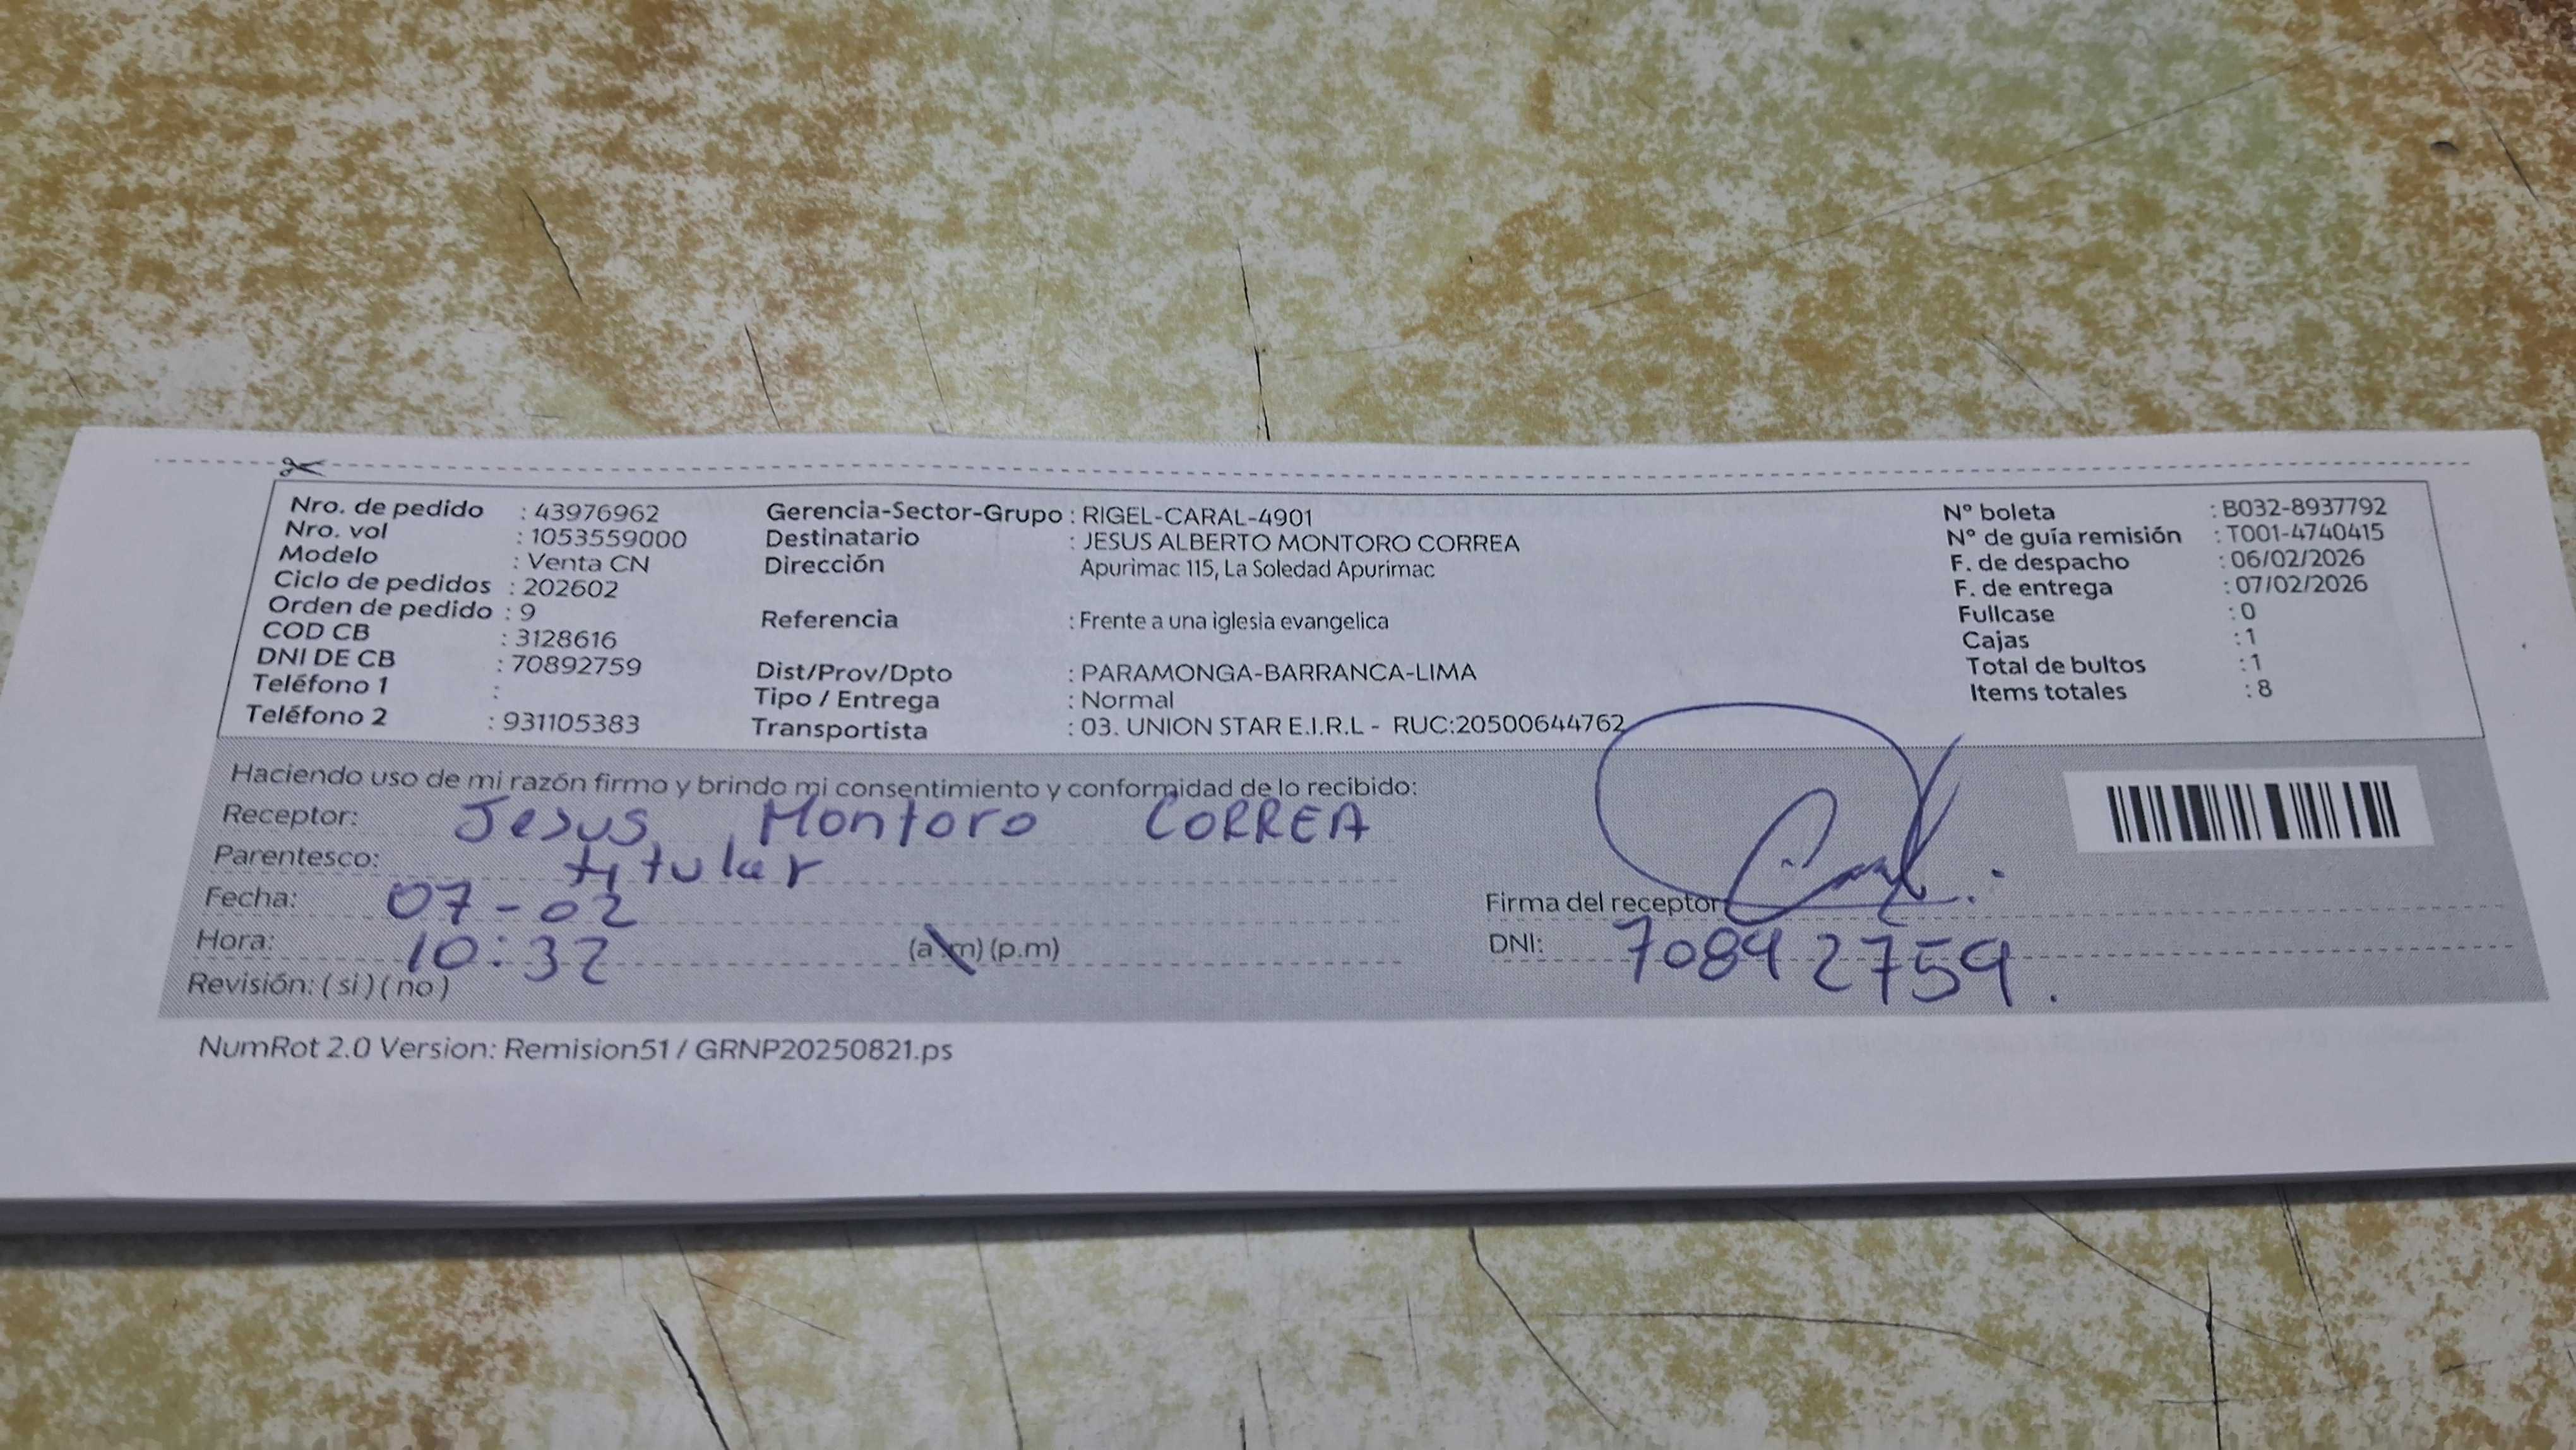 Nro. de pedido : 43976962
Nro. vol : 1053559000
Modelo : Venta CN
Ciclo de pedidos : 202602
Orden de pedido : 9
COD CB : 3128616
DNI DE CB : 70892759
Teléfono 1 :
Teléfono 2 : 931105383
Gerencia-Sector-Grupo : RIGEL-CARAL-4901
Destinatario : JESUS ALBERTO MONTORO CORREA
Dirección Apurimac 115, La Soledad Apurimac
Referencia : Frente a una iglesia evangelica
Dist/Prov/Dpto : PARAMONGA-BARRANCA-LIMA
Tipo / Entrega : Normal
Transportista : 03. UNION STAR E.I.R.L - RUC:20500644762
N° boleta : B032-8937792
N° de guía remisión : T001-4740415
F. de despacho : 06/02/2026
F. de entrega : 07/02/2026
Fullcase : 0
Cajas : 1
Total de bultos : 1
Items totales : 8
Haciendo uso de mi razón firmo y brindo mi consentimiento y conformidad de lo recibido:
Receptor: Jesus Montoro CORREA
Parentesco: titular
Fecha: 07-02
Hora: 10:32 (a.m) (p.m)
Revisión: ( si ) ( no )
Firma del receptor:
DNI: 70892759.
NumRot 2.0 Version: Remision51 / GRNP20250821.ps